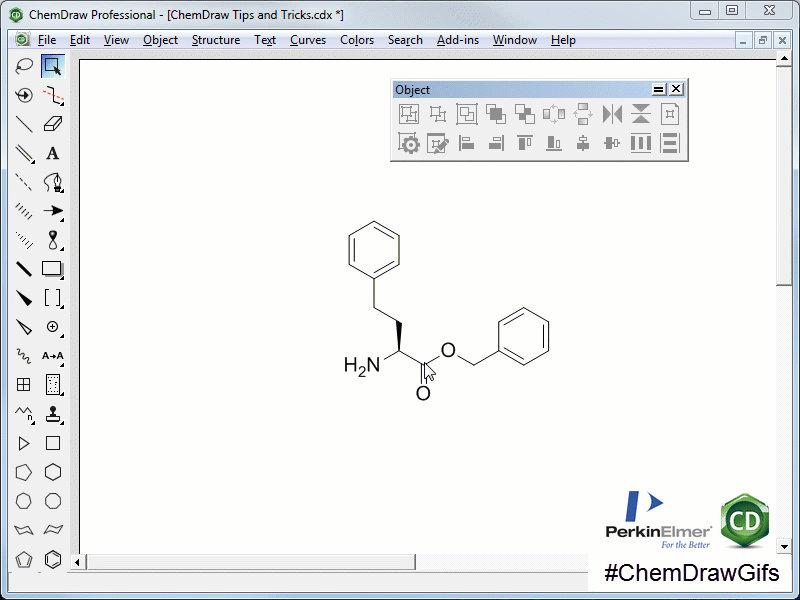 ChemDraw Professional - [ChemDraw Tips and Tricks.cdx *]
File Edit View Object Structure Text Curves Colors Search Add-ins Window Help
Object
A
A→A
n
H2N
O
O
CD
PerkinElmer®
For the Better
#ChemDrawGifs